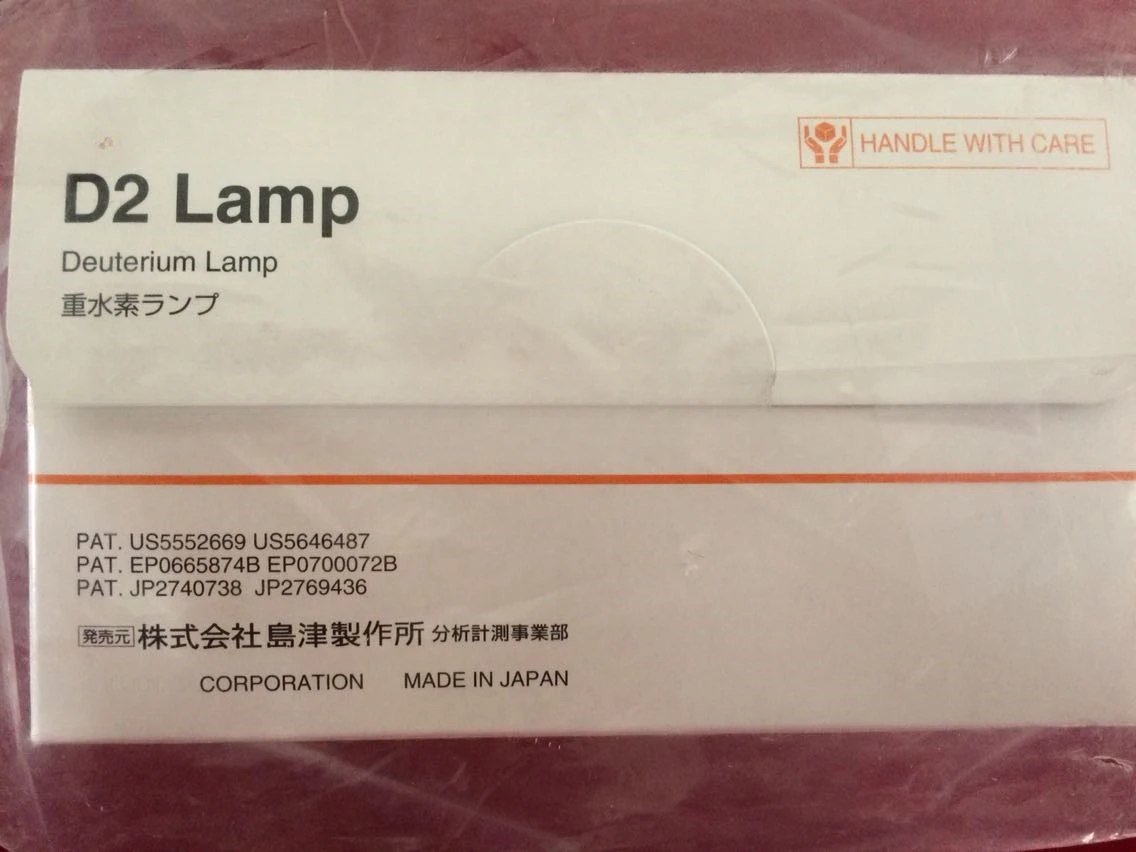 HANDLE WITH CARE
D2 Lamp
Deuterium Lamp
重水素ランプ
PAT. US5552669 US5646487
PAT. EP0665874B EP0700072B
PAT. JP2740738 JP2769436
発売元 株式会社島津製作所 分析計測事業部
CORPORATION MADE IN JAPAN